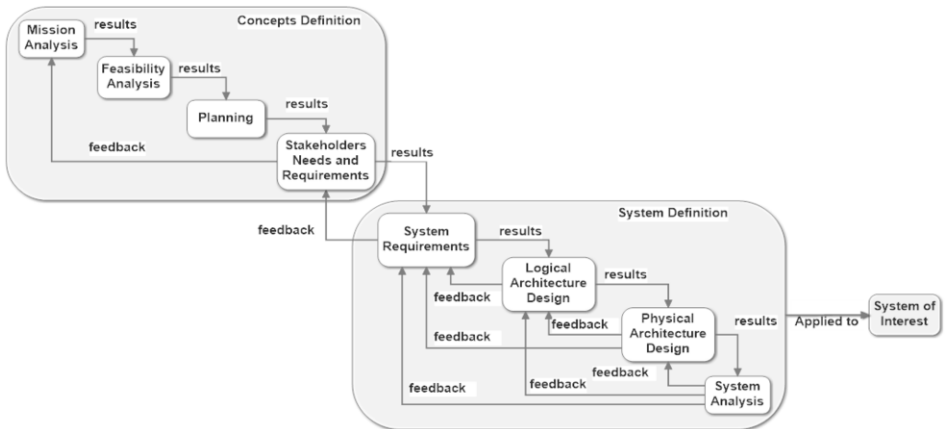 Concepts Definition
Mission
Analysis
results
Feasibility
Analysis
results
Planning
results
feedback
Stakeholders
Needs and
Requirements
results
System Definition
feedback
System
Requirements
results
Logical
Architecture
Design
results
feedback
Physical
Architecture
Design
results
feedback
feedback
feedback
System
Analysis
feedback
feedback
Applied to
System of
Interest